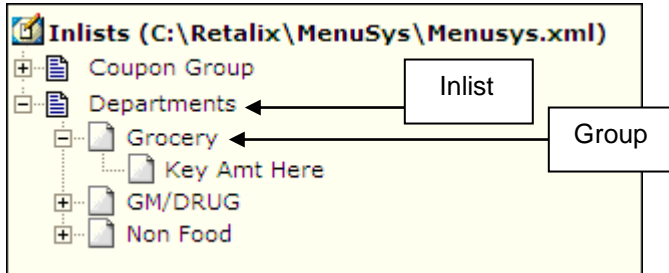 Inlists (C:\Retalix\MenuSys\Menusys.xml)
Coupon Group
Inlist
Departments
Grocery
Group
Key Amt Here
GM/DRUG
Non Food